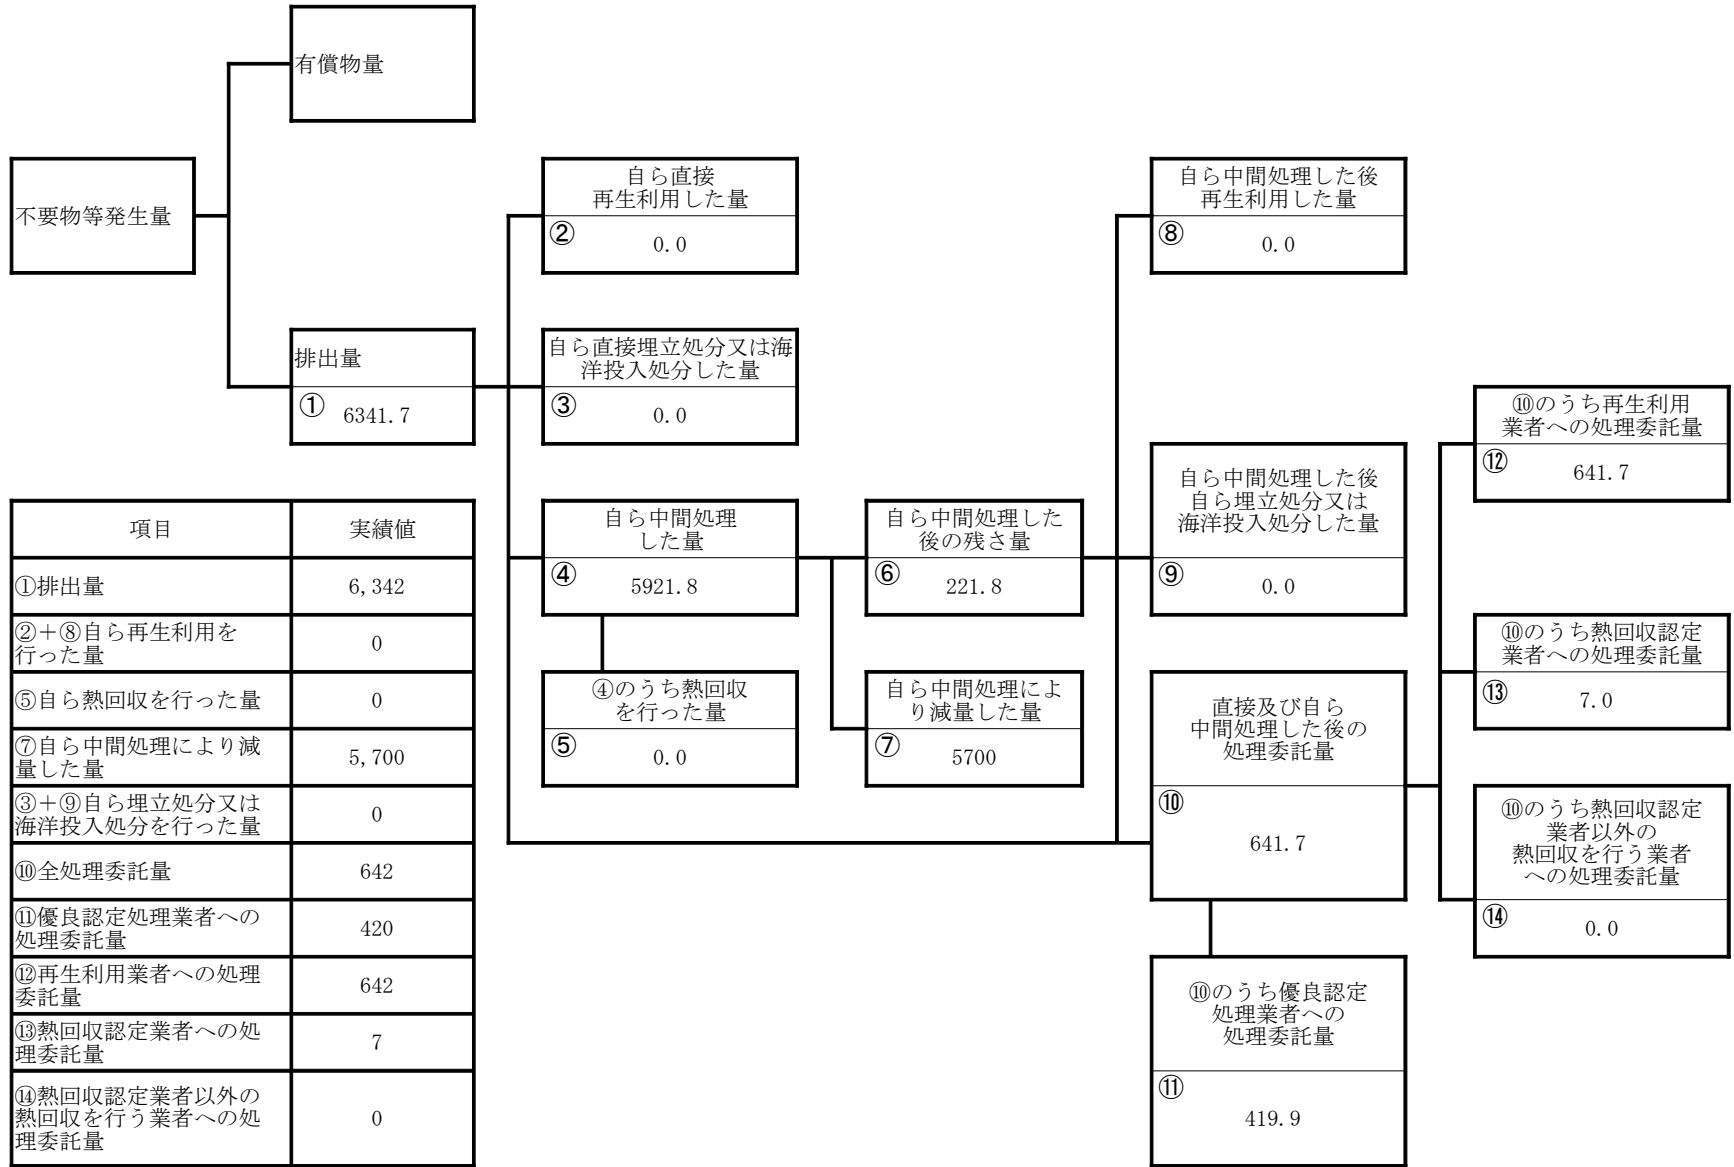 有償物量
不要物等発生量
排出量
① 6341.7
自ら直接
再生利用した量
② 0.0
自ら直接埋立処分又は海
洋投入処分した量
③ 0.0
自ら中間処理
した量
④ 5921.8
④のうち熱回収
を行った量
⑤ 0.0
自ら中間処理した
後の残さ量
⑥ 221.8
自ら中間処理によ
り減量した量
⑦ 5700
自ら中間処理した後
再生利用した量
⑧ 0.0
自ら中間処理した後
自ら埋立処分又は
海洋投入処分した量
⑨ 0.0
直接及び自ら
中間処理した後の
処理委託量
⑩
641.7
⑩のうち優良認定
処理業者への
処理委託量
⑪
419.9
⑩のうち再生利用
業者への処理委託量
⑫ 641.7
⑩のうち熱回収認定
業者への処理委託量
⑬ 7.0
⑩のうち熱回収認定
業者以外の
熱回収を行う業者
への処理委託量
⑭ 0.0
項目 実績値
①排出量 6,342
②+⑧自ら再生利用を
行った量 0
⑤自ら熱回収を行った量 0
⑦自ら中間処理により減
量した量 5,700
③+⑨自ら埋立処分又は
海洋投入処分を行った量 0
⑩全処理委託量 642
⑪優良認定処理業者への
処理委託量 420
⑫再生利用業者への処理
委託量 642
⑬熱回収認定業者への処
理委託量 7
⑭熱回収認定業者以外の
熱回収を行う業者への処
理委託量 0